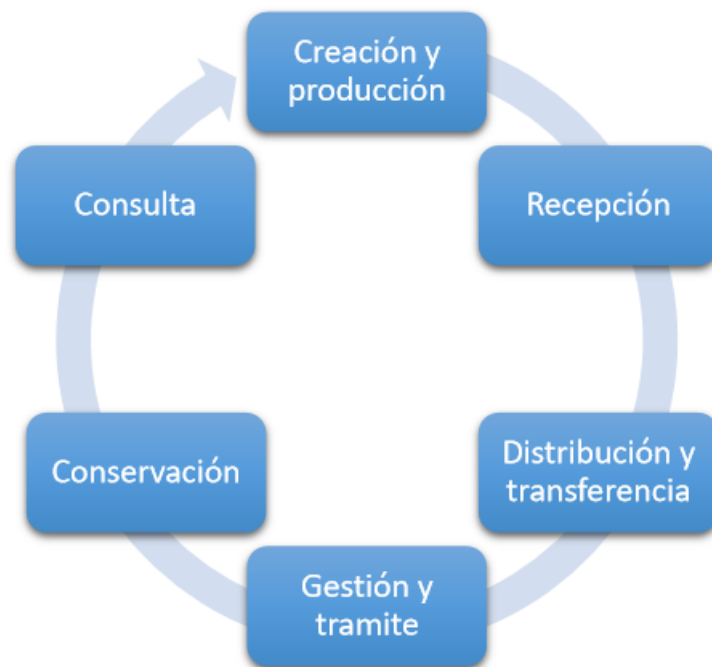 Creación y
producción
Recepción
Distribución y
transferencia
Gestión y
tramite
Conservación
Consulta